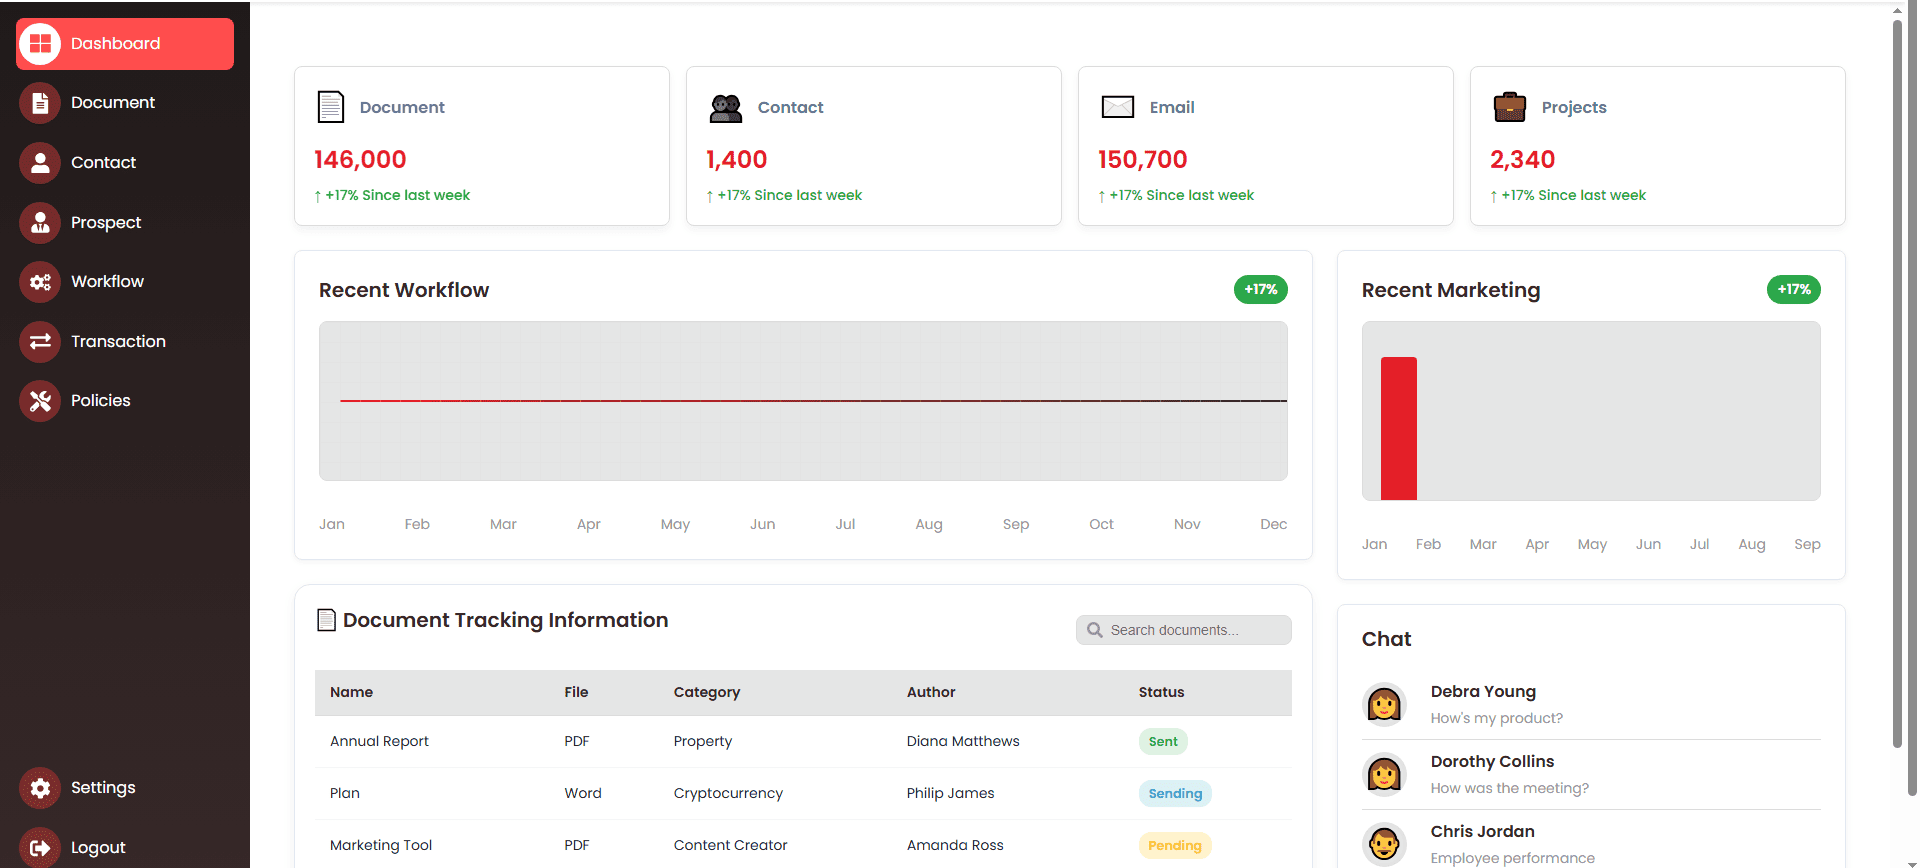 Dashboard
Document
Contact
Prospect
Workflow
Transaction
Policies
Settings
Logout
Document
146,000
↑ +17% Since last week
Contact
1,400
↑ +17% Since last week
Email
150,700
↑ +17% Since last week
Projects
2,340
↑ +17% Since last week
Recent Workflow
+17%
Jan Feb Mar Apr May Jun Jul Aug Sep Oct Nov Dec
Recent Marketing
+17%
Jan Feb Mar Apr May Jun Jul Aug Sep
Document Tracking Information
Search documents...
Name File Category Author Status
Annual Report PDF Property Diana Matthews Sent
Plan Word Cryptocurrency Philip James Sending
Marketing Tool PDF Content Creator Amanda Ross Pending
Chat
Debra Young
How's my product?
Dorothy Collins
How was the meeting?
Chris Jordan
Employee performance